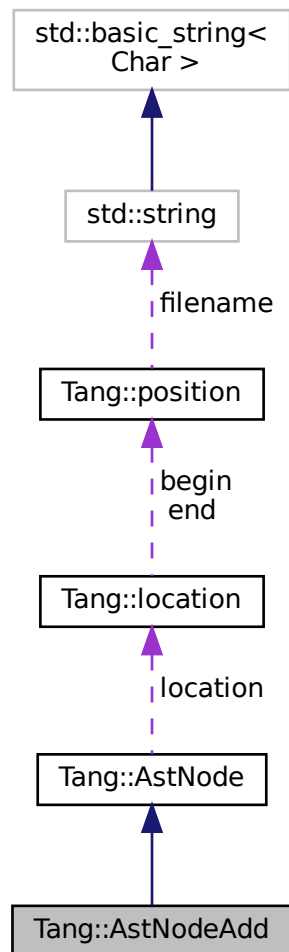 std::basic_string<
Char >
std::string
filename
Tang::position
begin
end
Tang::location
location
Tang::AstNode
Tang::AstNodeAdd